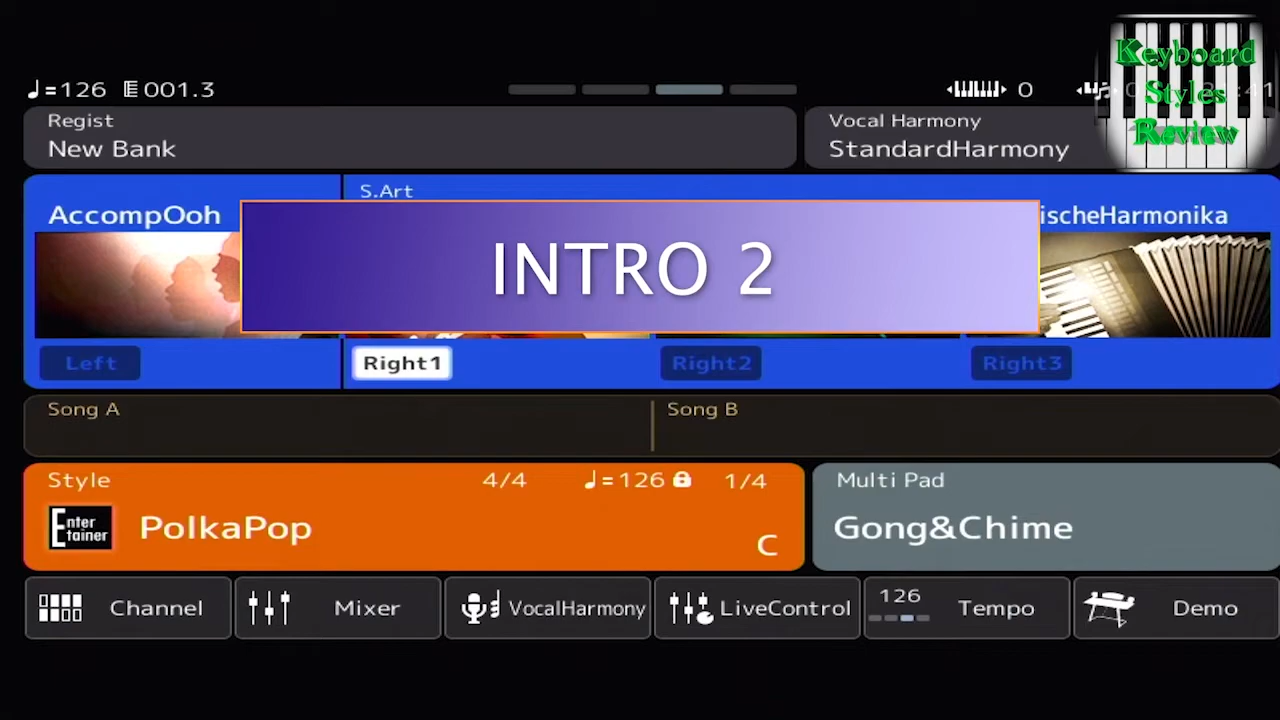 ♩=126 001.3
0
41
Keyboard
Styles
Review
Regist
New Bank
Vocal Harmony
StandardHarmony
S.Art
AccompOoh
ischeHarmonika
INTRO 2
Left
Right1
Right2
Right3
Song A
Song B
Style
4/4
♩=126
1/4
Enter
tainer
PolkaPop
C
Multi Pad
Gong&Chime
Channel
Mixer
VocalHarmony
LiveControl
126
Tempo
Demo